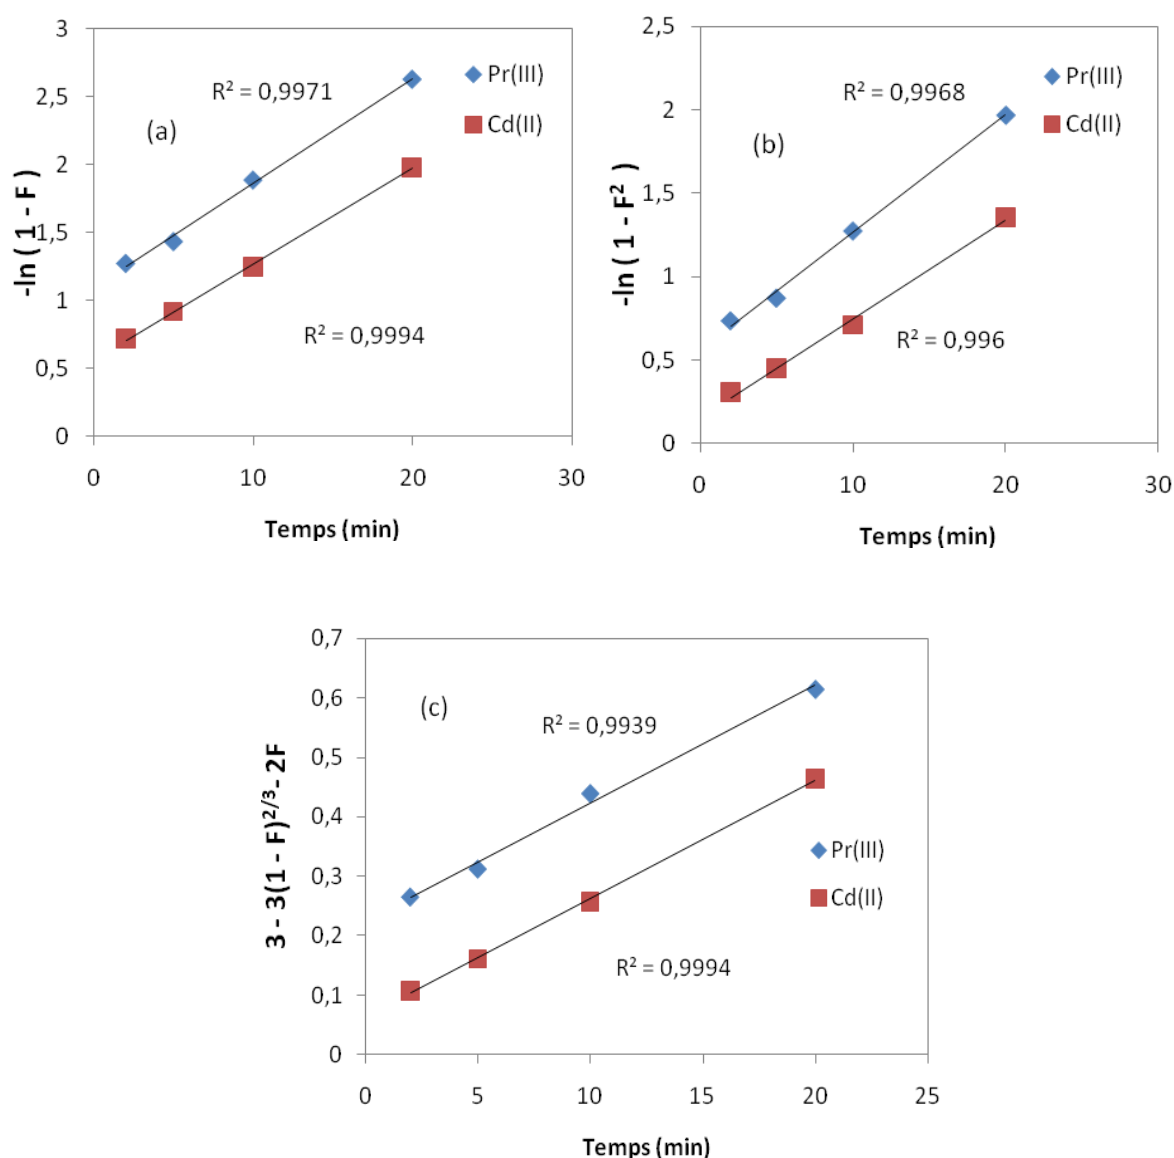 3
2,5
2
1,5
1
0,5
0
0
10
20
30
-ln ( 1 - F )
Temps (min)
(a)
R² = 0,9971
R² = 0,9994
Pr(III)
Cd(II)
2,5
2
1,5
1
0,5
0
0
10
20
30
-ln ( 1 - F² )
Temps (min)
(b)
R² = 0,9968
R² = 0,996
Pr(III)
Cd(II)
0,7
0,6
0,5
0,4
0,3
0,2
0,1
0
0
5
10
15
20
25
3 - 3(1 - F)²/³- 2F
Temps (min)
(c)
R² = 0,9939
R² = 0,9994
Pr(III)
Cd(II)